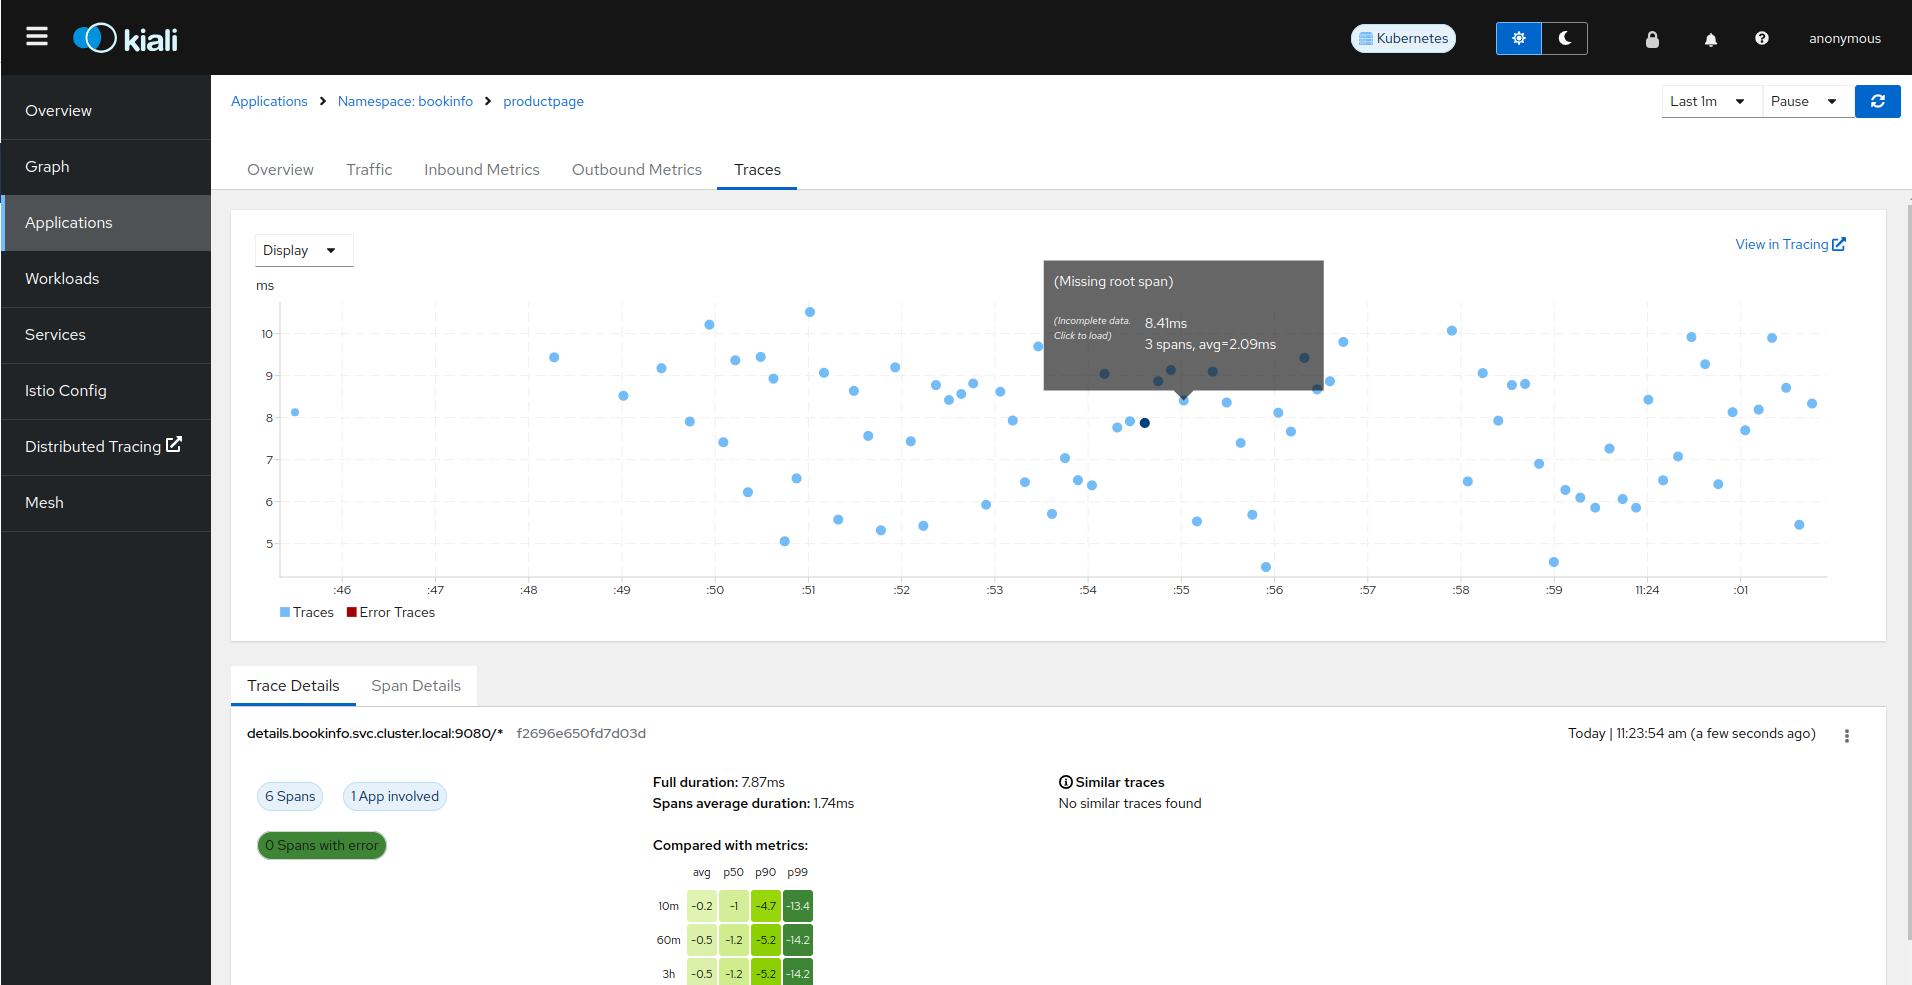 kiali
Kubernetes
anonymous
Overview
Graph
Applications
Workloads
Services
Istio Config
Distributed Tracing
Mesh
Applications
Namespace: bookinfo
productpage
Last 1m
Pause
Overview
Traffic
Inbound Metrics
Outbound Metrics
Traces
Display
View in Tracing
ms
(Missing root span)
(Incomplete data.
Click to load)
8.41ms
3 spans, avg=2.09ms
10
9
8
7
6
5
:46 :47 :48 :49 :50 :51 :52 :53 :54 :55 :56 :57 :58 :59 11:24 :01
Traces Error Traces
Trace Details
Span Details
details.bookinfo.svc.cluster.local:9080/* f2696e650fd7d03d
Today | 11:23:54 am (a few seconds ago)
6 Spans
1 App involved
0 Spans with error
Full duration: 7.87ms
Spans average duration: 1.74ms
Compared with metrics:
avg p50 p90 p99
10m -0.2 -1 -4.7 -13.4
60m -0.5 -1.2 -5.2 -14.2
3h -0.5 -1.2 -5.2 -14.2
Similar traces
No similar traces found